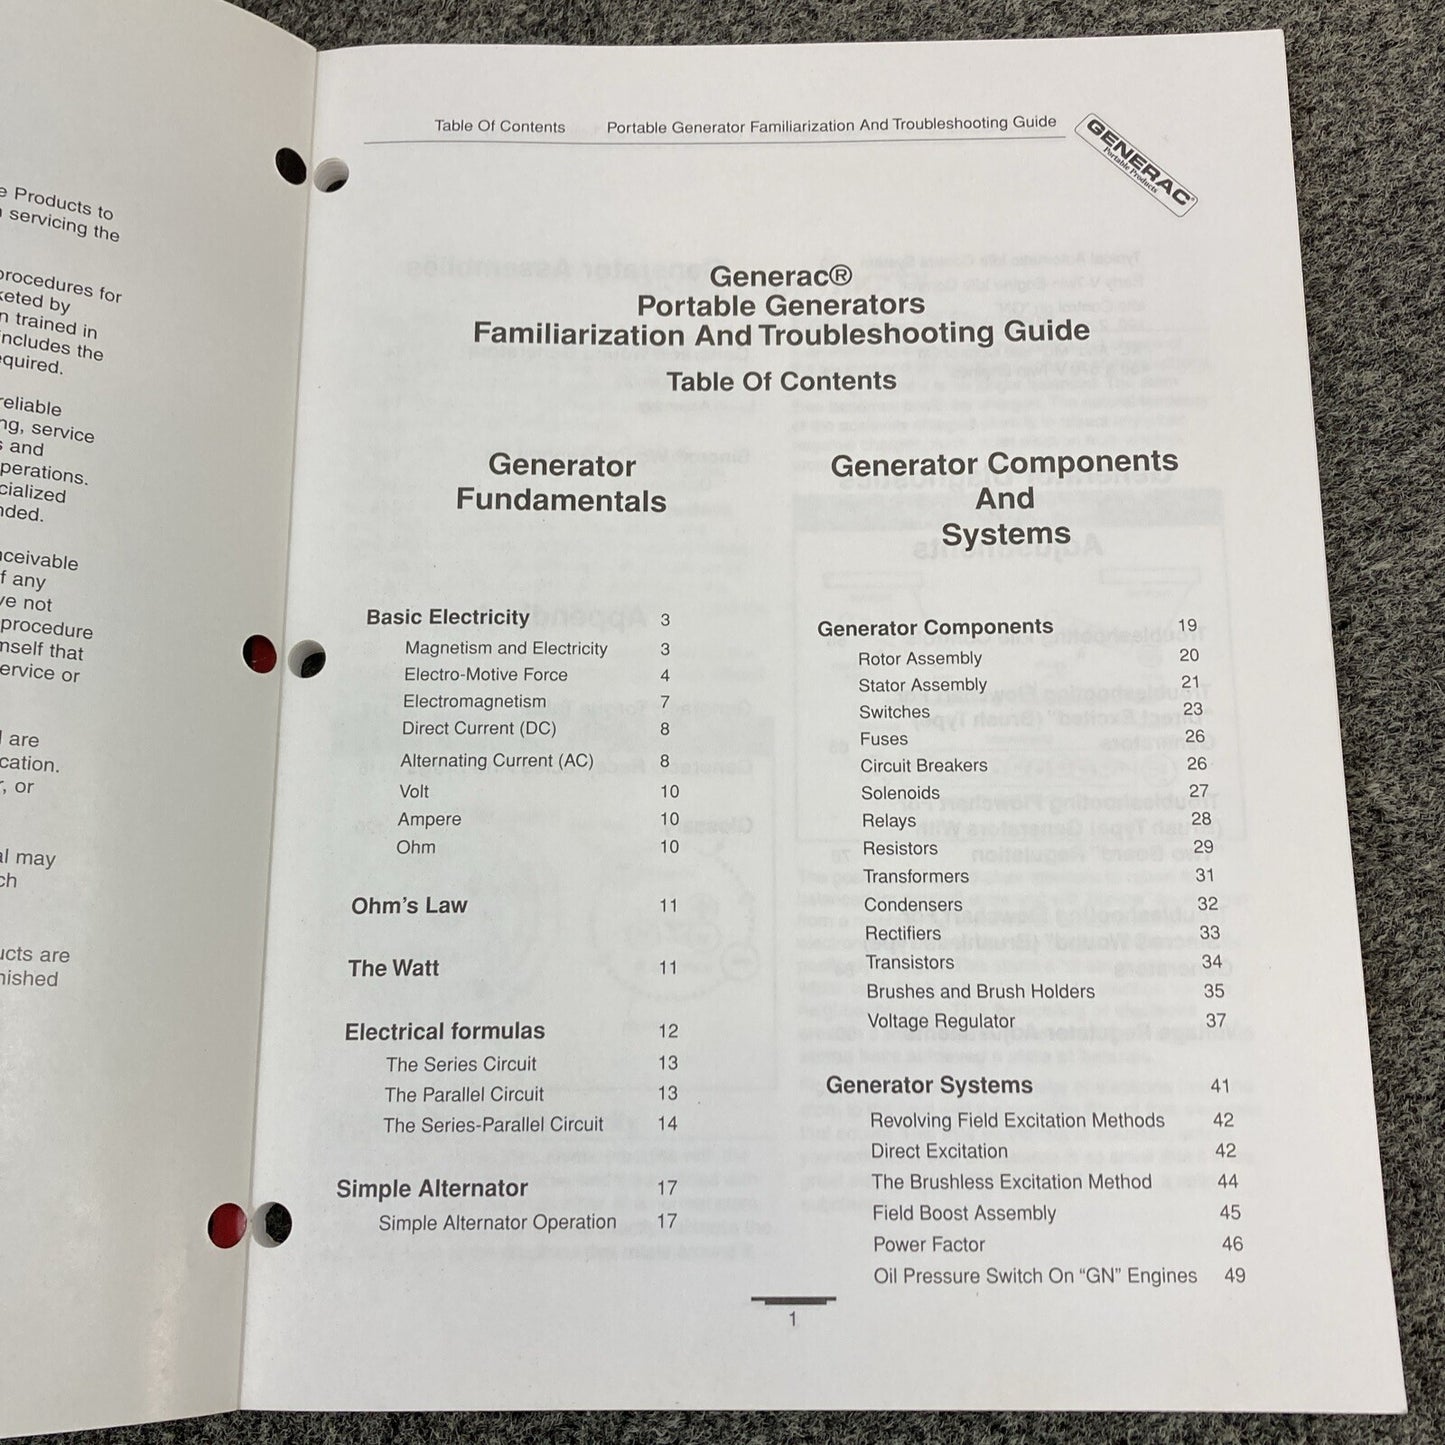 e Products to
servicing the
procedures for
keted by
n trained in
includes the
equired.
reliable
ng, service
s and
perations.
cialized
nded.
nceivable
f any
ve not
procedure
mself that
ervice or
are
cation.
, or
al may
ch
ucts are
nished
Table Of Contents Portable Generator Familiarization And Troubleshooting Guide
GENERAC®
Portable Products
Generac®
Portable Generators
Familiarization And Troubleshooting Guide
Table Of Contents
Generator
Fundamentals
Basic Electricity 3
Magnetism and Electricity 3
Electro-Motive Force 4
Electromagnetism 7
Direct Current (DC) 8
Alternating Current (AC) 8
Volt 10
Ampere 10
Ohm 10
Ohm's Law 11
The Watt 11
Electrical formulas 12
The Series Circuit 13
The Parallel Circuit 13
The Series-Parallel Circuit 14
Simple Alternator 17
Simple Alternator Operation 17
Generator Components
And
Systems
Generator Components 19
Rotor Assembly 20
Stator Assembly 21
Switches 23
Fuses 26
Circuit Breakers 26
Solenoids 27
Relays 28
Resistors 29
Transformers 31
Condensers 32
Rectifiers 33
Transistors 34
Brushes and Brush Holders 35
Voltage Regulator 37
Generator Systems 41
Revolving Field Excitation Methods 42
Direct Excitation 42
The Brushless Excitation Method 44
Field Boost Assembly 45
Power Factor 46
Oil Pressure Switch On “GN” Engines 49
1